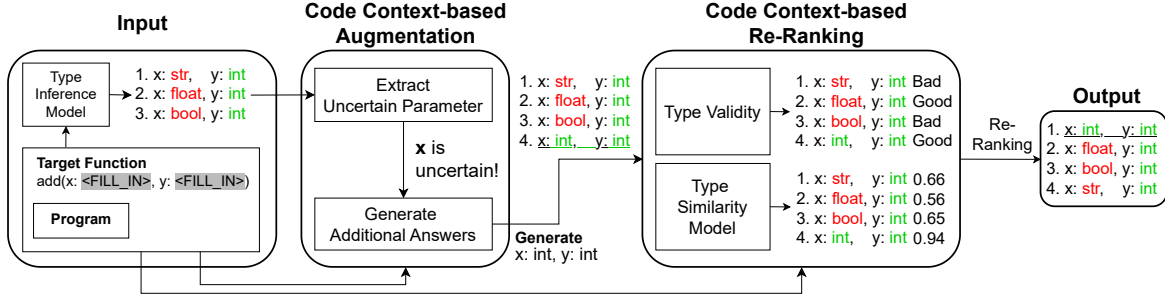 Input
Type
Inference
Model
1. x: str, y: int
2. x: float, y: int
3. x: bool, y: int
Target Function
add(x: <FILL_IN>, y: <FILL_IN>)
Program
Code Context-based
Augmentation
Extract
Uncertain Parameter
x is
uncertain!
Generate
Additional Answers
1. x: str, y: int
2. x: float, y: int
3. x: bool, y: int
4. x: int, y: int
Generate
x: int, y: int
Code Context-based
Re-Ranking
Type Validity
1. x: str, y: int Bad
2. x: float, y: int Good
3. x: bool, y: int Bad
4. x: int, y: int Good
Type
Similarity
Model
1. x: str, y: int 0.66
2. x: float, y: int 0.56
3. x: bool, y: int 0.65
4. x: int, y: int 0.94
Re-
Ranking
Output
1. x: int, y: int
2. x: float, y: int
3. x: bool, y: int
4. x: str, y: int